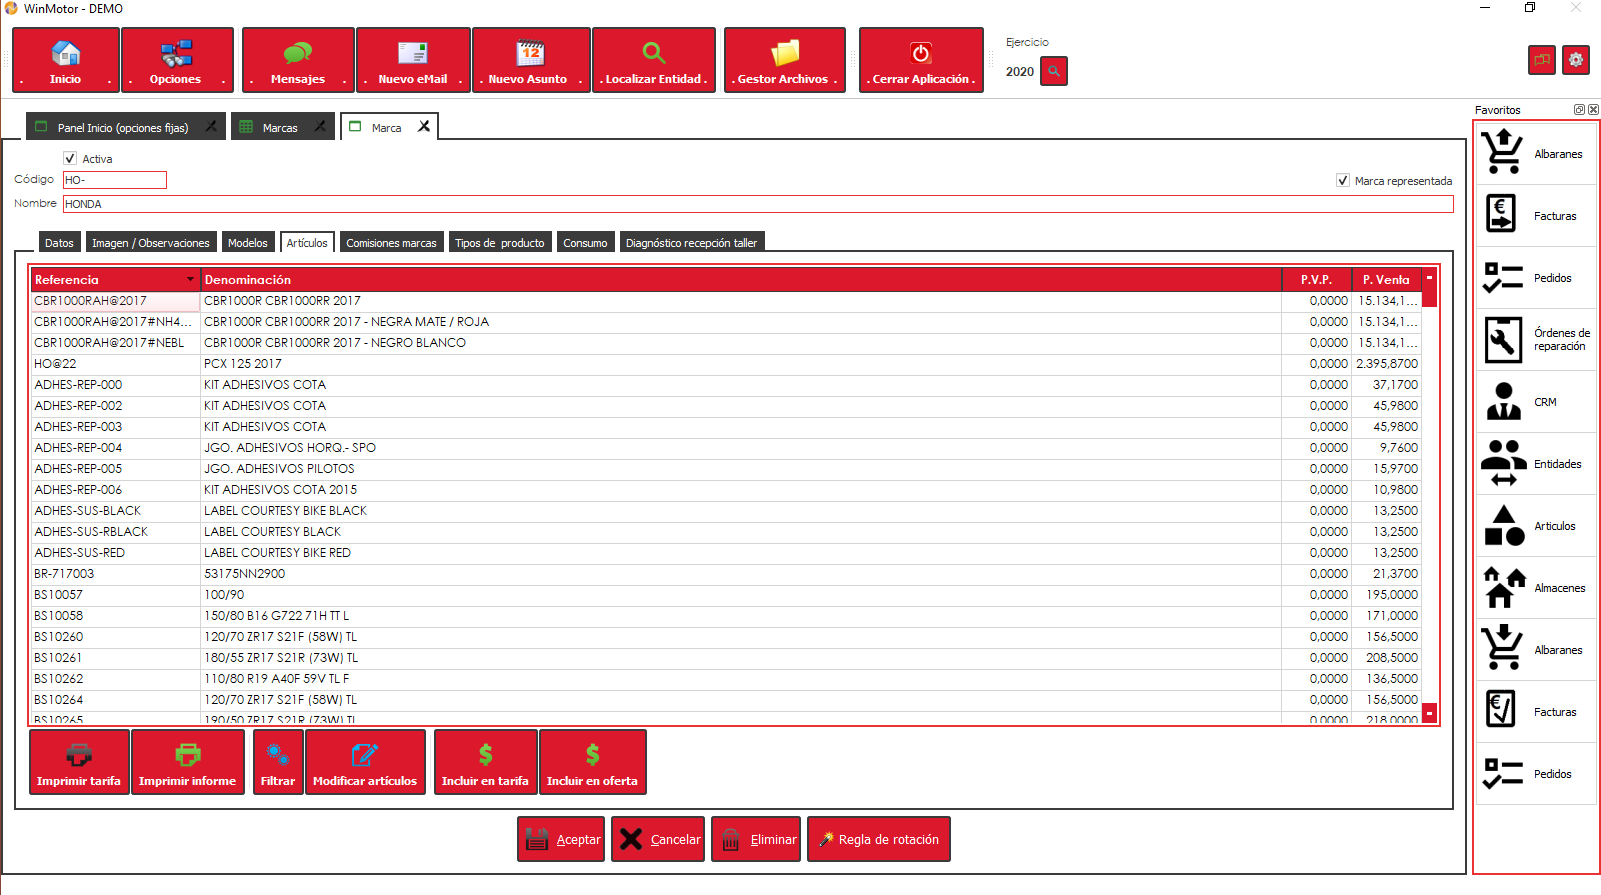 WinMotor - DEMO
. Inicio .
. Opciones .
. Mensajes .
. Nuevo eMail .
12
. Nuevo Asunto .
. Localizar Entidad .
. Gestor Archivos .
. Cerrar Aplicación .
Ejercicio
2020
Panel Inicio (opciones fijas)
Marcas
Marca
Activa
Código HO-
Marca representada
Nombre HONDA
Datos
Imagen / Observaciones
Modelos
Artículos
Comisiones marcas
Tipos de producto
Consumo
Diagnóstico recepción taller
Referencia Denominación P.V.P. P. Venta
CBR1000RAH@2017 CBR1000R CBR1000RR 2017 0,0000 15.134,1...
CBR1000RAH@2017#NH4... CBR1000R CBR1000RR 2017 - NEGRA MATE / ROJA 0,0000 15.134,1...
CBR1000RAH@2017#NEBL CBR1000R CBR1000RR 2017 - NEGRO BLANCO 0,0000 15.134,1...
HO@22 PCX 125 2017 0,0000 2.395,8700
ADHES-REP-000 KIT ADHESIVOS COTA 0,0000 37,1700
ADHES-REP-002 KIT ADHESIVOS COTA 0,0000 45,9800
ADHES-REP-003 KIT ADHESIVOS COTA 0,0000 45,9800
ADHES-REP-004 JGO. ADHESIVOS HORQ.- SPO 0,0000 9,7600
ADHES-REP-005 JGO. ADHESIVOS PILOTOS 0,0000 15,9700
ADHES-REP-006 KIT ADHESIVOS COTA 2015 0,0000 10,9800
ADHES-SUS-BLACK LABEL COURTESY BIKE BLACK 0,0000 13,2500
ADHES-SUS-RBLACK LABEL COURTESY BLACK 0,0000 13,2500
ADHES-SUS-RED LABEL COURTESY BIKE RED 0,0000 13,2500
BR-717003 53175NN2900 0,0000 21,3700
BS10057 100/90 0,0000 195,0000
BS10058 150/80 B16 G722 71H TT L 0,0000 171,0000
BS10260 120/70 ZR17 S21F (58W) TL 0,0000 156,5000
BS10261 180/55 ZR17 S21R (73W) TL 0,0000 208,5000
BS10262 110/80 R19 A40F 59V TL F 0,0000 136,5000
BS10264 120/70 ZR17 S21F (58W) TL 0,0000 156,5000
BS10265 190/50 ZR17 S21R (73W) TL 0,0000 218,0000
Imprimir tarifa
Imprimir informe
Filtrar
Modificar artículos
Incluir en tarifa
Incluir en oferta
Aceptar
Cancelar
Eliminar
Regla de rotación
Favoritos
Albaranes
Facturas
Pedidos
Órdenes de
reparación
CRM
Entidades
Articulos
Almacenes
Albaranes
Facturas
Pedidos